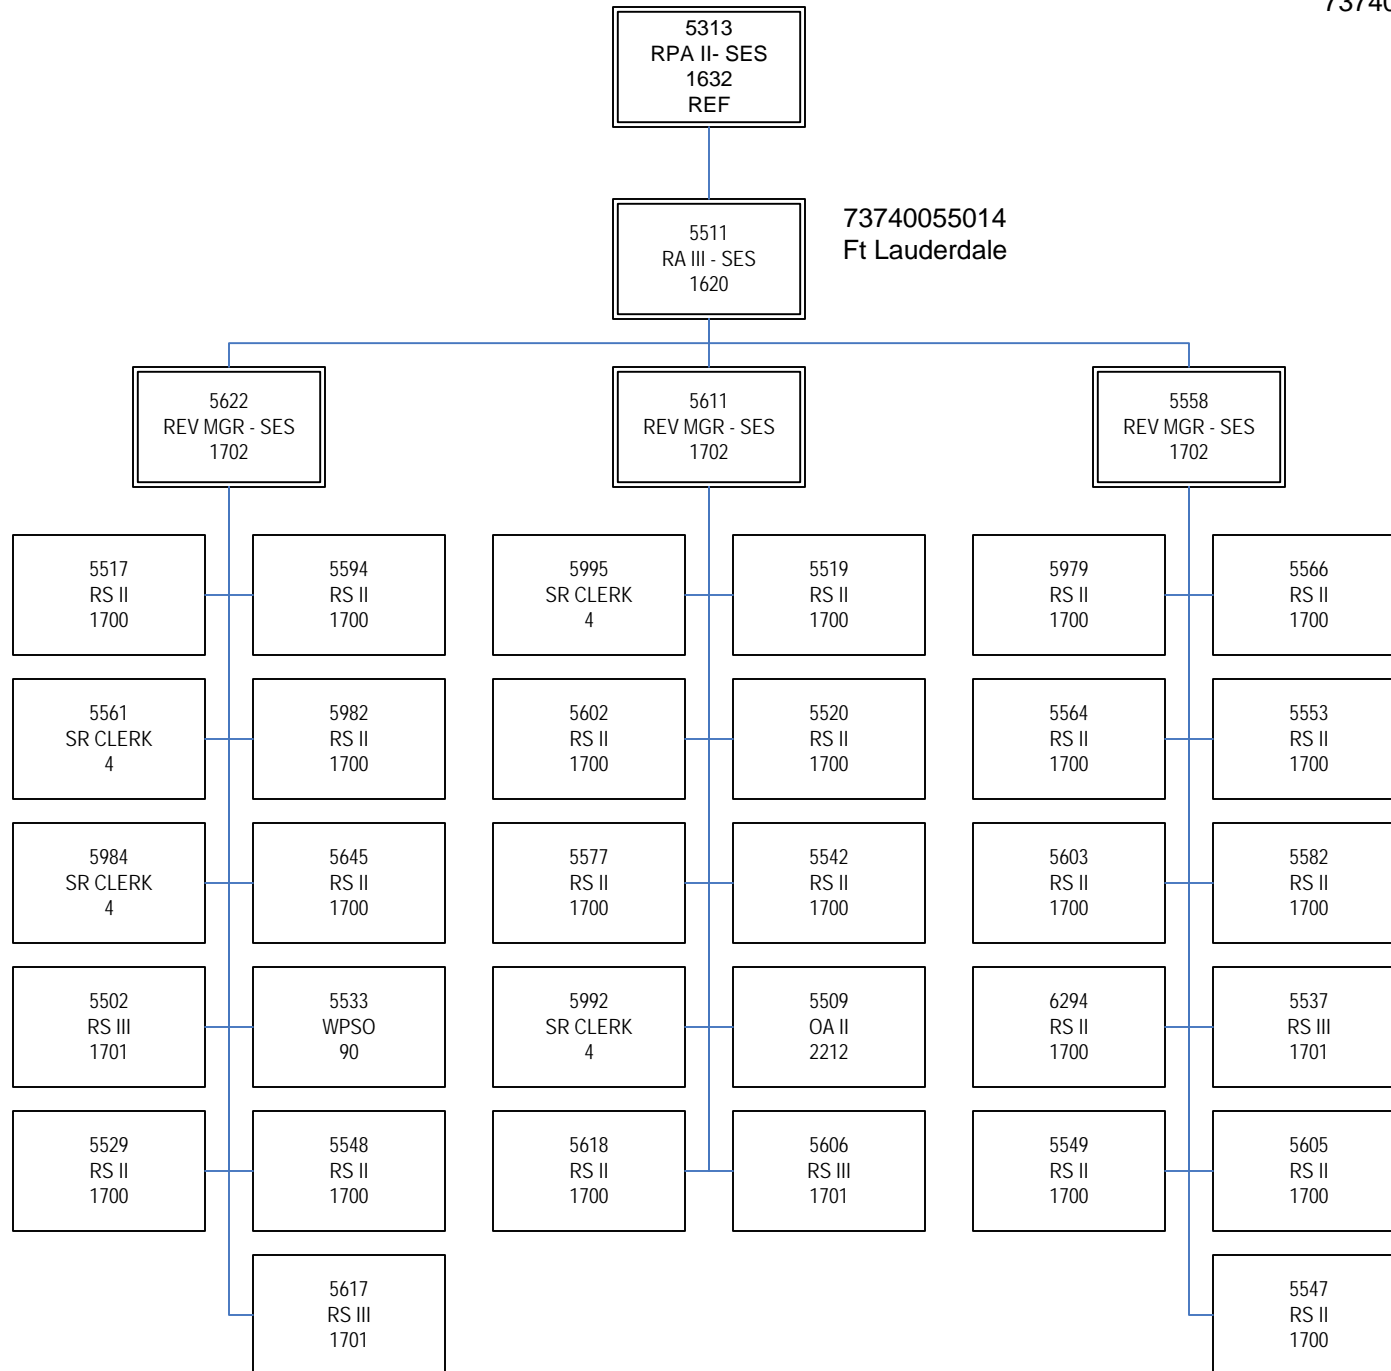 73740
5313
RPA II- SES
1632
REF
5511
RA III - SES
1620
73740055014
Ft Lauderdale
5622
REV MGR - SES
1702
5611
REV MGR - SES
1702
5558
REV MGR - SES
1702
5517
RS II
1700
5594
RS II
1700
5995
SR CLERK
4
5519
RS II
1700
5979
RS II
1700
5566
RS II
1700
5561
SR CLERK
4
5982
RS II
1700
5602
RS II
1700
5520
RS II
1700
5564
RS II
1700
5553
RS II
1700
5984
SR CLERK
4
5645
RS II
1700
5577
RS II
1700
5542
RS II
1700
5603
RS II
1700
5582
RS II
1700
5502
RS III
1701
5533
WPSO
90
5992
SR CLERK
4
5509
OA II
2212
6294
RS II
1700
5537
RS III
1701
5529
RS II
1700
5548
RS II
1700
5618
RS II
1700
5606
RS III
1701
5549
RS II
1700
5605
RS II
1700
5617
RS III
1701
5547
RS II
1700